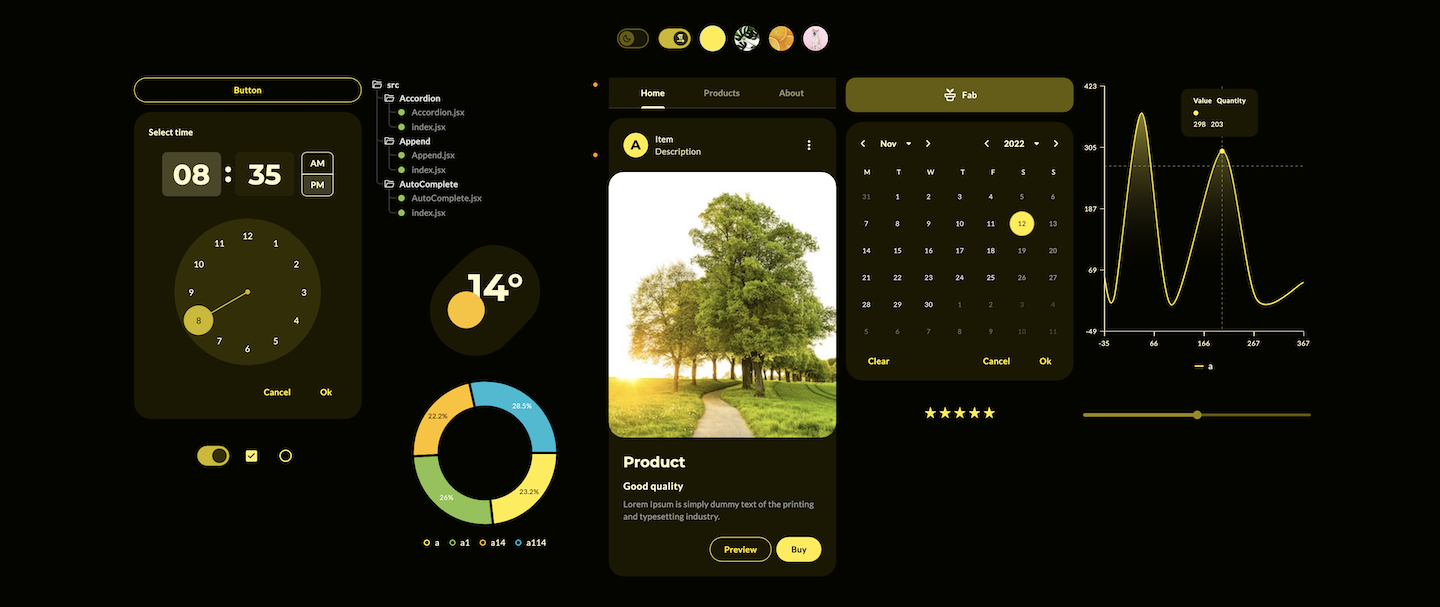 Button
Select time
08 : 35
AM
PM
12
11 1
10 2
9 3
8 4
7 5
6
Cancel Ok
src
Accordion
Accordion.jsx
index.jsx
Append
Append.jsx
index.jsx
AutoComplete
AutoComplete.jsx
index.jsx
14°
28.5%
22.2%
26%
23.2%
a a1 a14 a114
Home Products About
A
Item
Description
Product
Good quality
Lorem Ipsum is simply dummy text of the printing
and typesetting industry.
Preview Buy
Fab
Nov 2022
M T W T F S S
31 1 2 3 4 5 6
7 8 9 10 11 12 13
14 15 16 17 18 19 20
21 22 23 24 25 26 27
28 29 30 1 2 3 4
5 6 7 8 9 10 11
Clear Cancel Ok
423
305
187
69
-49
-35 66 166 267 367
Value Quantity
298 203
a